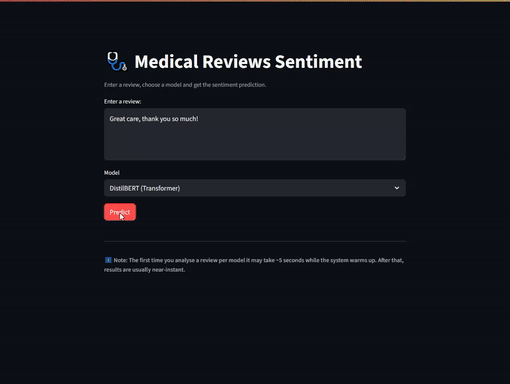 Medical Reviews Sentiment
Enter a review, choose a model and get the sentiment prediction.
Enter a review:
Great care, thank you so much!
Model
DistilBERT (Transformer)
Predict
Note: The first time you analyse a review per model it may take ~5 seconds while the system warms up. After that,
results are usually near-instant.